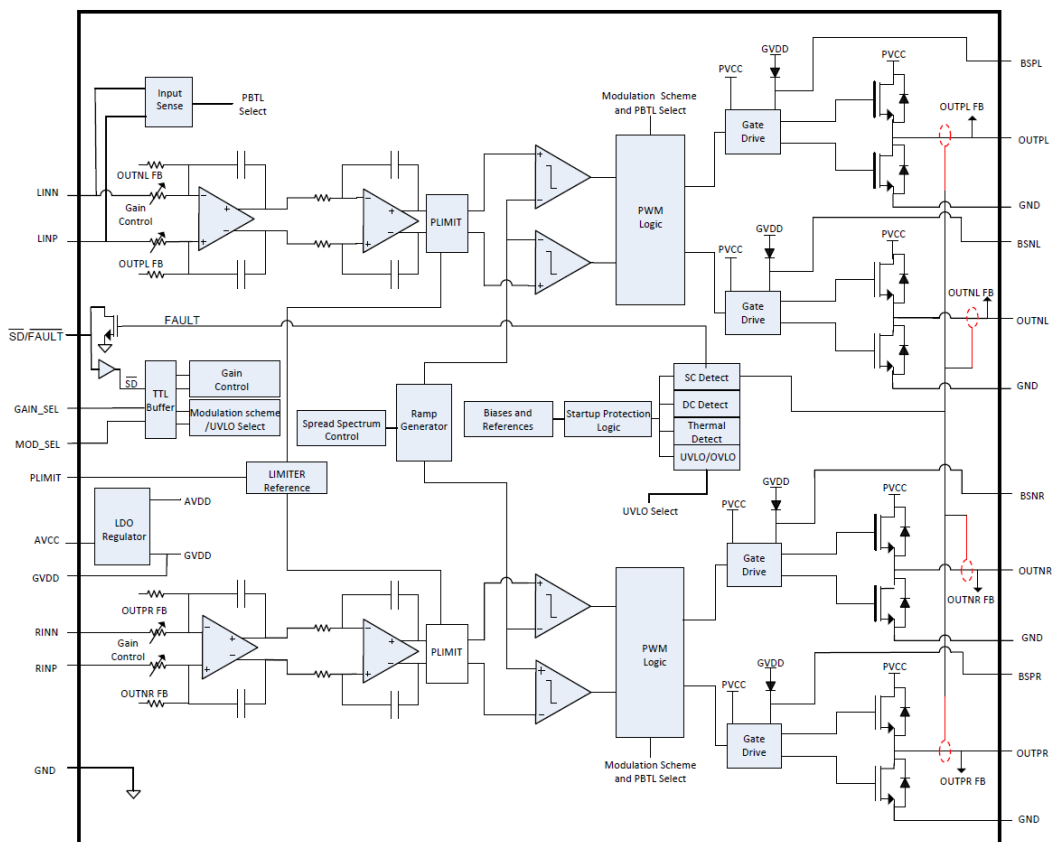 GVDD
PVCC
PVCC
BSPL
Input
Sense
PBTL
Select
Modulation Scheme
and PBTL Select
OUTPL FB
Gate
Drive
OUTPL
OUTNL FB
LINN
Gain
Control
LINP
OUTPL FB
PLIMIT
PWM
Logic
GND
GVDD
PVCC
PVCC
BSNL
OUTNL FB
Gate
Drive
OUTNL
GND
SD/FAULT
FAULT
SD
TTL
Buffer
Gain
Control
GAIN_SEL
Modulation scheme
/UVLO Select
MOD_SEL
Spread Spectrum
Control
Ramp
Generator
Biases and
References
Startup Protection
Logic
SC Detect
DC Detect
Thermal
Detect
UVLO/OVLO
UVLO Select
PLIMIT
LIMITER
Reference
LDO
Regulator
AVDD
AVCC
GVDD
GVDD
GVDD
PVCC
PVCC
BSNR
Gate
Drive
OUTNR
OUTNR FB
GND
OUTPR FB
RINN
Gain
Control
RINP
OUTNR FB
PLIMIT
PWM
Logic
Modulation Scheme
and PBTL Select
GVDD
PVCC
PVCC
BSPR
Gate
Drive
OUTPR
OUTPR FB
GND
GND